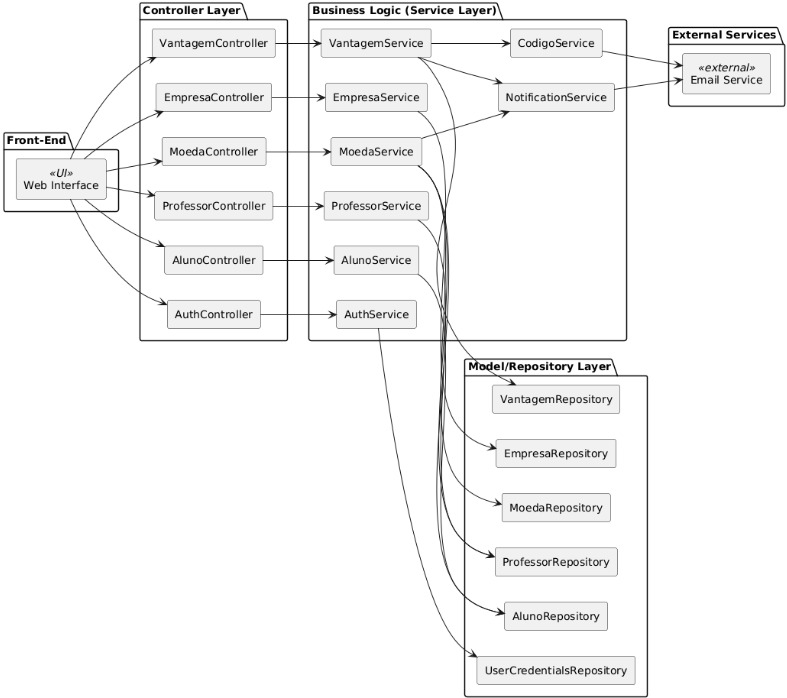 Front-End
«UI»
Web Interface
Controller Layer
VantagemController
EmpresaController
MoedaController
ProfessorController
AlunoController
AuthController
Business Logic (Service Layer)
VantagemService
CodigoService
EmpresaService
NotificationService
MoedaService
ProfessorService
AlunoService
AuthService
External Services
«external»
Email Service
Model/Repository Layer
VantagemRepository
EmpresaRepository
MoedaRepository
ProfessorRepository
AlunoRepository
UserCredentialsRepository